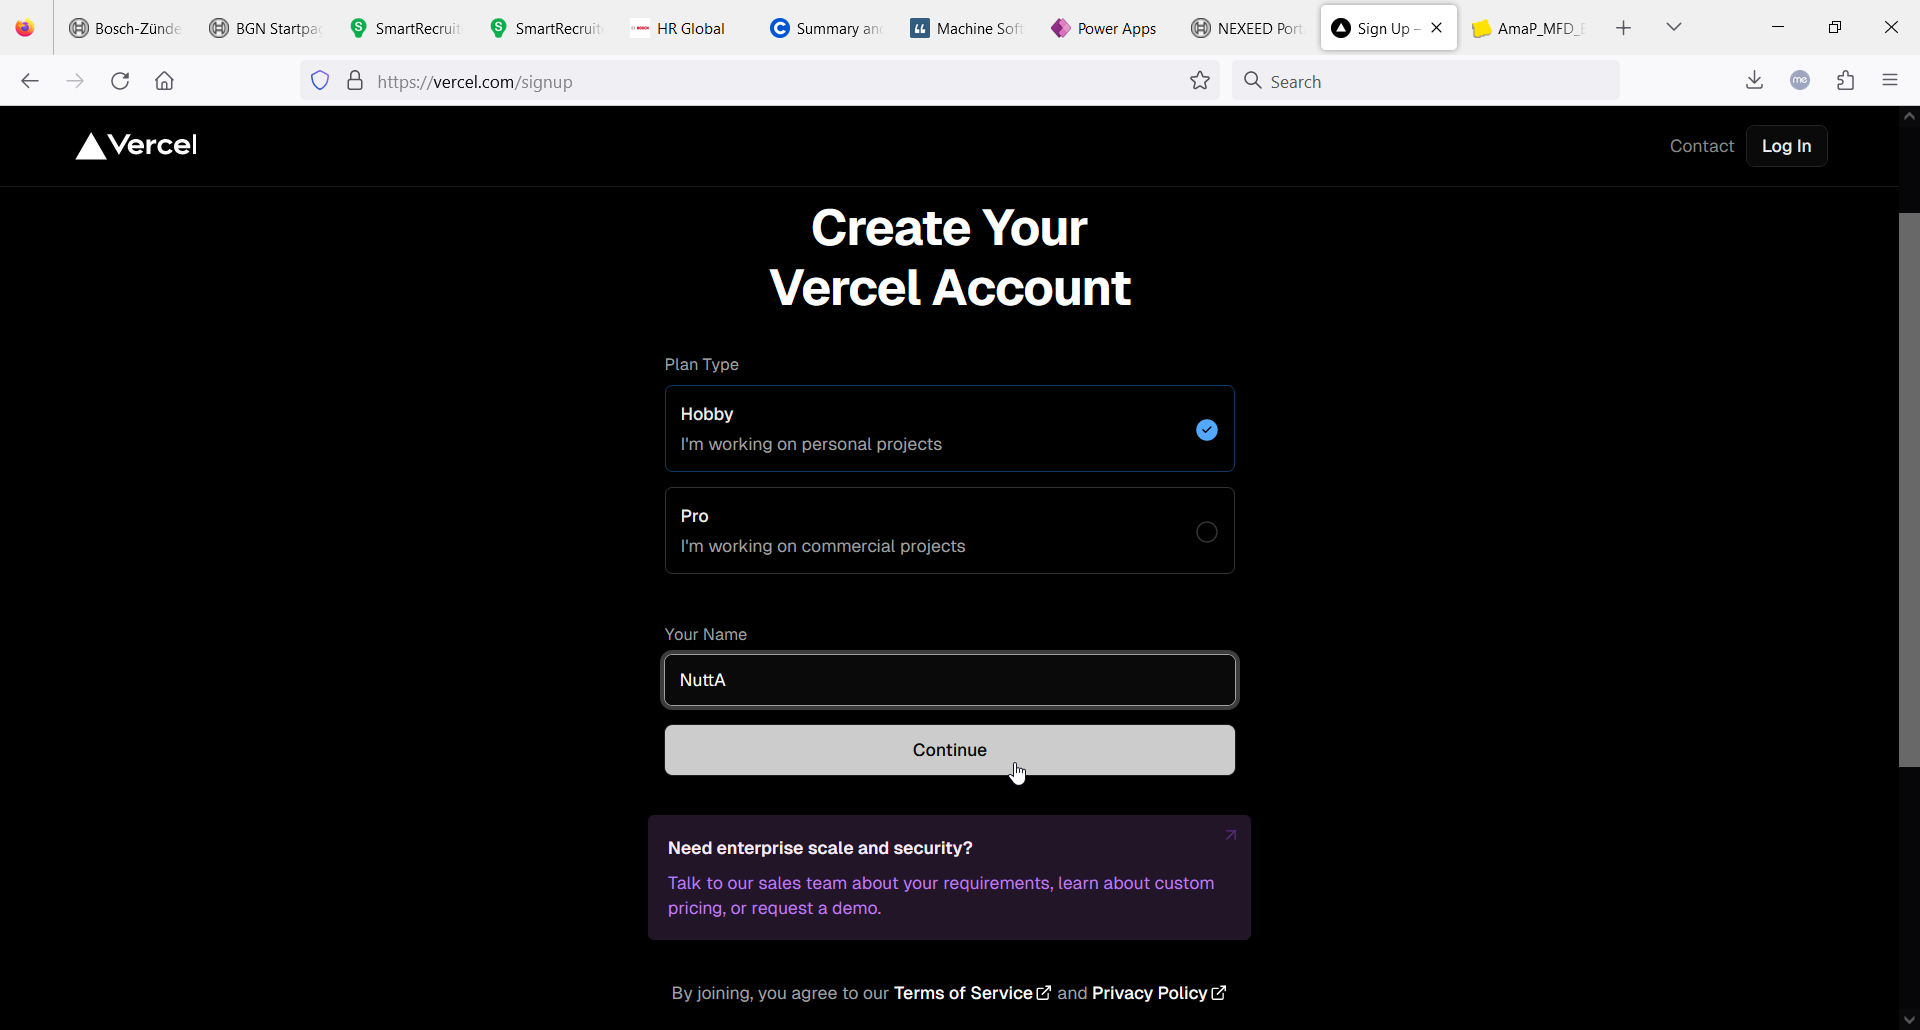 Bosch-Zünde
BGN Startpag
SmartRecruit
SmartRecruit
HR Global
Summary an
Machine Soft
Power Apps
NEXEED Port
Sign Up –
AmaP_MFD_E
https://vercel.com/signup
Search
me
Vercel
Contact
Log In
Create Your
Vercel Account
Plan Type
Hobby
I'm working on personal projects
Pro
I'm working on commercial projects
Your Name
NuttA
Continue
Need enterprise scale and security?
Talk to our sales team about your requirements, learn about custom
pricing, or request a demo.
By joining, you agree to our Terms of Service and Privacy Policy